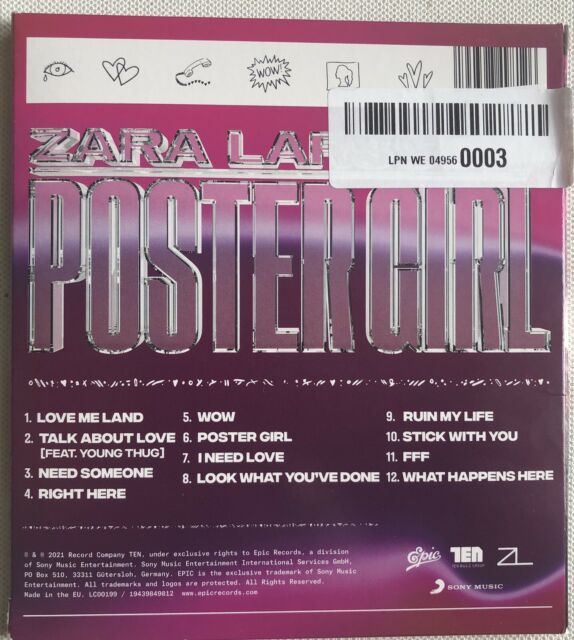 WOW!
LPN WE 04956 0003
ZARA LAR
POSTER GIRL
1. LOVE ME LAND
2. TALK ABOUT LOVE
[FEAT. YOUNG THUG]
3. NEED SOMEONE
4. RIGHT HERE
5. WOW
6. POSTER GIRL
7. I NEED LOVE
8. LOOK WHAT YOU'VE DONE
9. RUIN MY LIFE
10. STICK WITH YOU
11. FFF
12. WHAT HAPPENS HERE
℗ & © 2021 Record Company TEN, under exclusive rights to Epic Records, a division
of Sony Music Entertainment. Sony Music Entertainment International Services GmbH,
PO Box 510, 33311 Gütersloh, Germany. EPIC is the exclusive trademark of Sony Music
Entertainment. All trademarks and logos are protected. All Rights Reserved.
Made in the EU. LC00199 / 19439849812 www.epicrecords.com
Epic TEN ZL
TEN MUSIC GROUP
SONY MUSIC